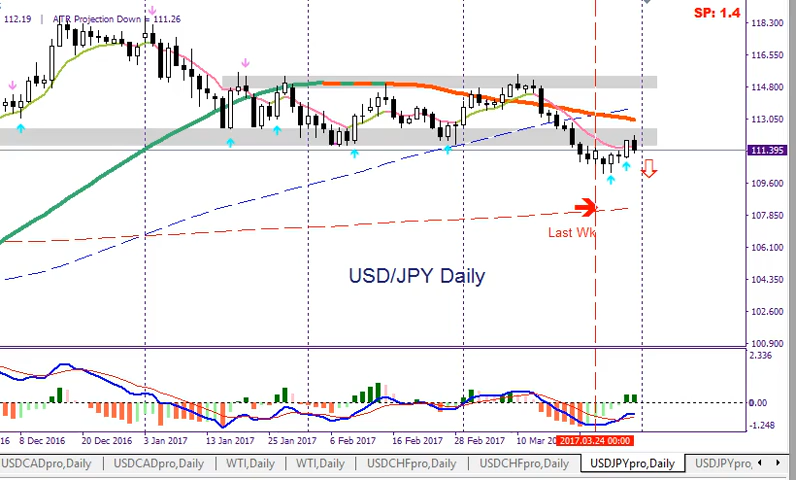 112.19 | ATR Projection Down = 111.26
SP: 1.4
118.300
116.550
114.800
113.050
111.395
109.600
107.850
106.100
104.350
102.600
100.900
Last Wk
USD/JPY Daily
2.336
0.00
-1.248
16 8 Dec 2016 20 Dec 2016 3 Jan 2017 13 Jan 2017 25 Jan 2017 6 Feb 2017 16 Feb 2017 28 Feb 2017 10 Mar 20 2017.03.24 00:00
USDCADpro,Daily USDCADpro,Daily WTI,Daily WTI,Daily USDCHFpro,Daily USDCHFpro,Daily USDJPYpro,Daily USDJPYpro,